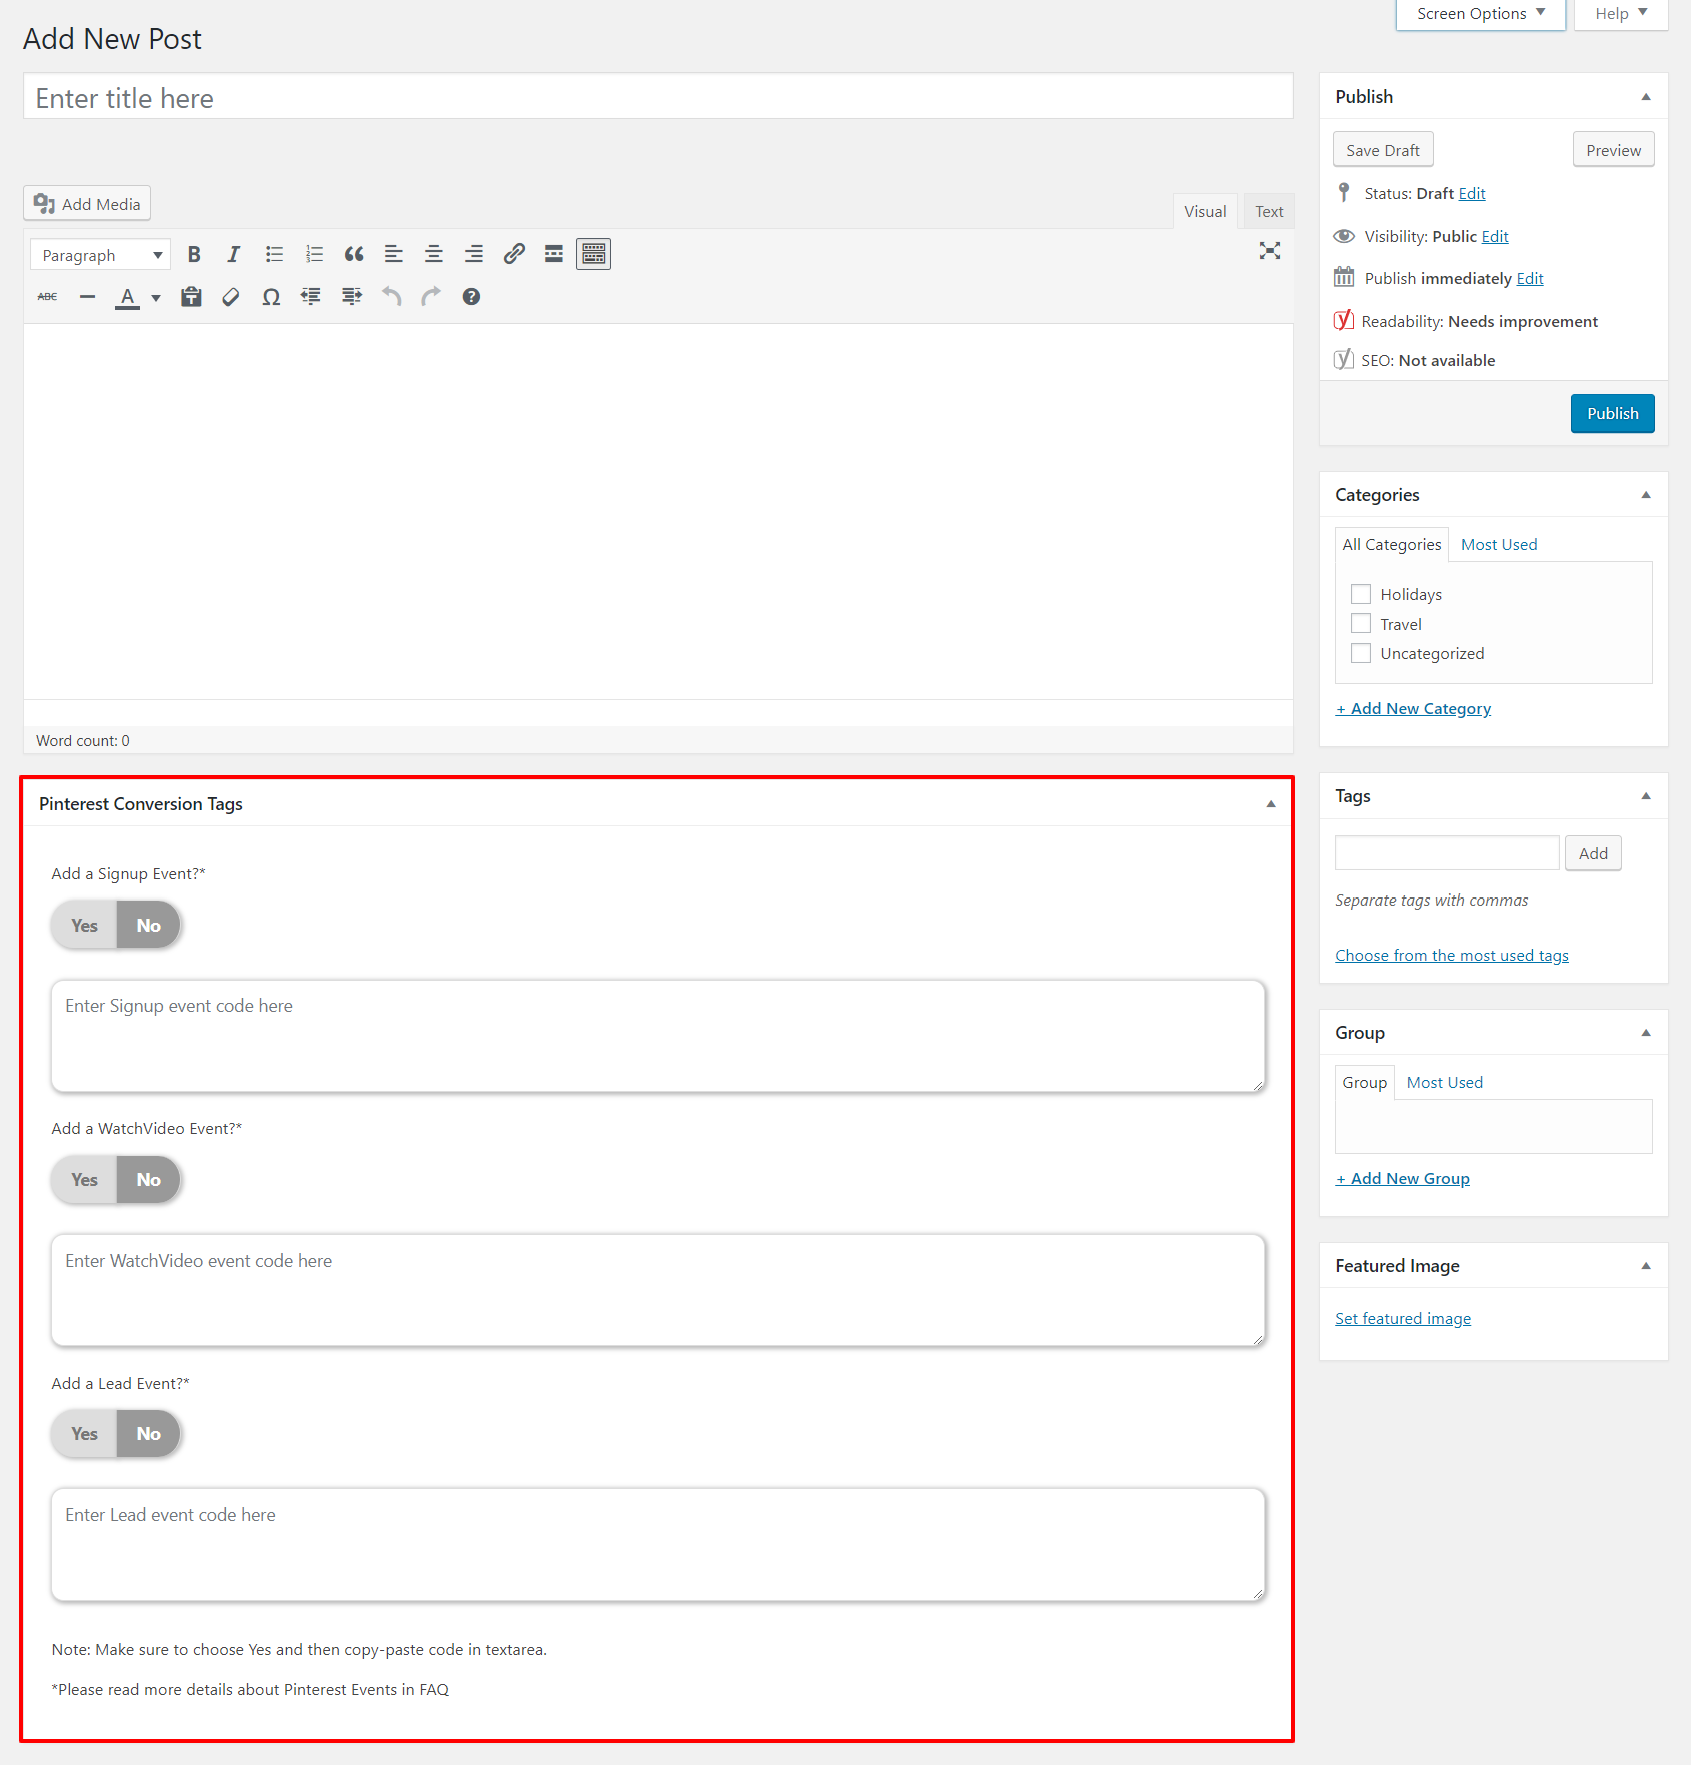 Screen Options
Help
Add New Post
Enter title here
Add Media
Visual
Text
Paragraph
B
I
ABC
A
Ω
Word count: 0
Pinterest Conversion Tags
Add a Signup Event?*
Yes
No
Enter Signup event code here
Add a WatchVideo Event?*
Yes
No
Enter WatchVideo event code here
Add a Lead Event?*
Yes
No
Enter Lead event code here
Note: Make sure to choose Yes and then copy-paste code in textarea.
*Please read more details about Pinterest Events in FAQ
Publish
Save Draft
Preview
Status: Draft Edit
Visibility: Public Edit
Publish immediately Edit
Readability: Needs improvement
SEO: Not available
Publish
Categories
All Categories
Most Used
Holidays
Travel
Uncategorized
+ Add New Category
Tags
Add
Separate tags with commas
Choose from the most used tags
Group
Group
Most Used
+ Add New Group
Featured Image
Set featured image